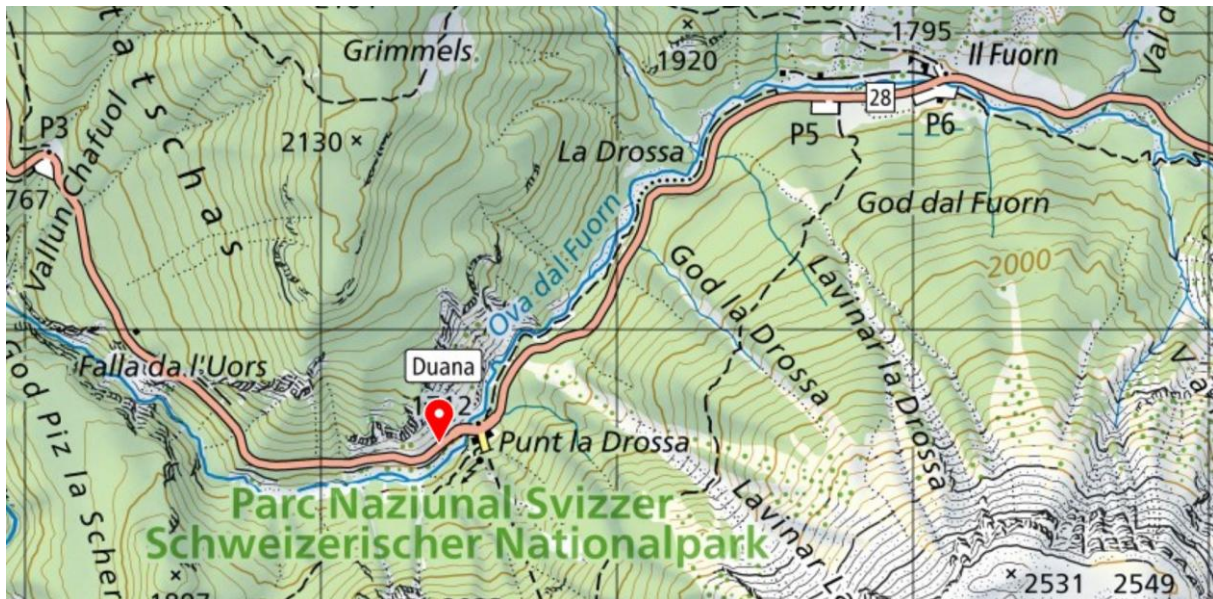 Grimmels
1920
1795
Il Fuorn
P3
2130
28
P5
P6
Vallun Chafuol
La Drossa
God dal Fuorn
Ova dal Fuorn
2000
God la Drossa
Lavinar la Drossa
Falla da l'Uors
Duana
Punt la Drossa
Parc Naziunal Svizzer
Schweizerischer Nationalpark
2531
2549